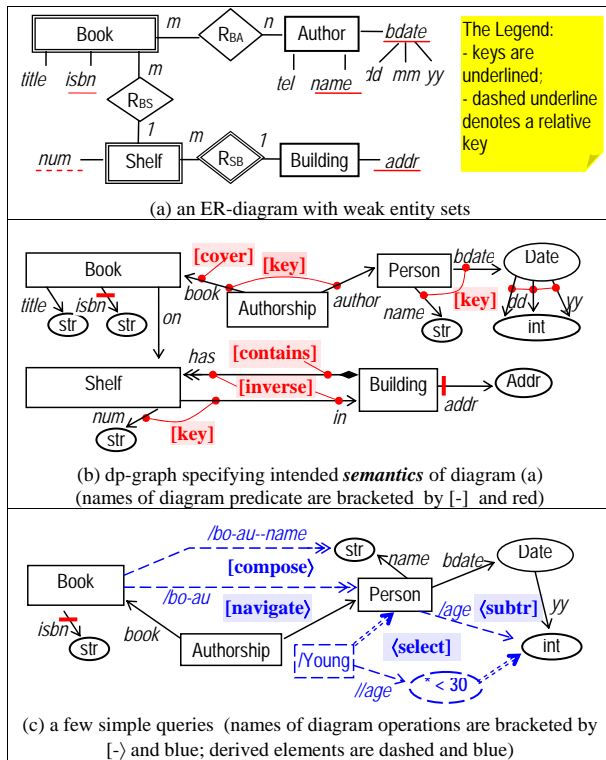 Book
m
R_BA
n
Author
bdate
title
isbn
m
tel
name
dd
mm
yy
R_BS
1
num
Shelf
m
R_SB
1
Building
addr
The Legend:
- keys are
underlined;
- dashed underline
denotes a relative
key
(a) an ER-diagram with weak entity sets
Book
[cover]
[key]
book
Authorship
author
Person
bdate
Date
title
isbn
str
str
on
name
str
[key]
dd
yy
int
has
[contains]
Shelf
[inverse]
Building
addr
Addr
num
str
[key]
in
(b) dp-graph specifying intended semantics of diagram (a)
(names of diagram predicate are bracketed by [-] and red)
/bo-au--name
str
name
bdate
Date
[compose⟩
Book
/bo-au
[navigate⟩
Person
yy
isbn
str
book
Authorship
/age
⟨subtr]
int
/Young
⟨select]
//age
* < 30
(c) a few simple queries (names of diagram operations are bracketed by
[-⟩ and blue; derived elements are dashed and blue)